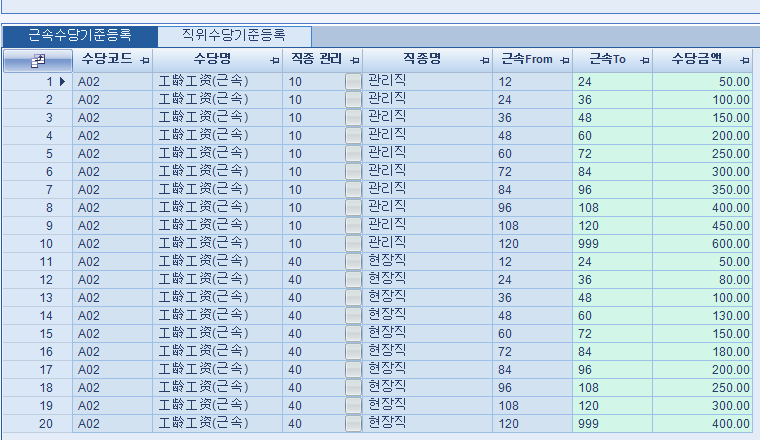 근속수당기준등록 직위수당기준등록
수당코드 수당명 직종 관리 직종명 근속From 근속To 수당금액
1 A02 工龄工资(근속) 10 관리직 12 24 50.00
2 A02 工龄工资(근속) 10 관리직 24 36 100.00
3 A02 工龄工资(근속) 10 관리직 36 48 150.00
4 A02 工龄工资(근속) 10 관리직 48 60 200.00
5 A02 工龄工资(근속) 10 관리직 60 72 250.00
6 A02 工龄工资(근속) 10 관리직 72 84 300.00
7 A02 工龄工资(근속) 10 관리직 84 96 350.00
8 A02 工龄工资(근속) 10 관리직 96 108 400.00
9 A02 工龄工资(근속) 10 관리직 108 120 450.00
10 A02 工龄工资(근속) 10 관리직 120 999 600.00
11 A02 工龄工资(근속) 40 현장직 12 24 50.00
12 A02 工龄工资(근속) 40 현장직 24 36 80.00
13 A02 工龄工资(근속) 40 현장직 36 48 100.00
14 A02 工龄工资(근속) 40 현장직 48 60 130.00
15 A02 工龄工资(근속) 40 현장직 60 72 150.00
16 A02 工龄工资(근속) 40 현장직 72 84 180.00
17 A02 工龄工资(근속) 40 현장직 84 96 200.00
18 A02 工龄工资(근속) 40 현장직 96 108 250.00
19 A02 工龄工资(근속) 40 현장직 108 120 300.00
20 A02 工龄工资(근속) 40 현장직 120 999 400.00